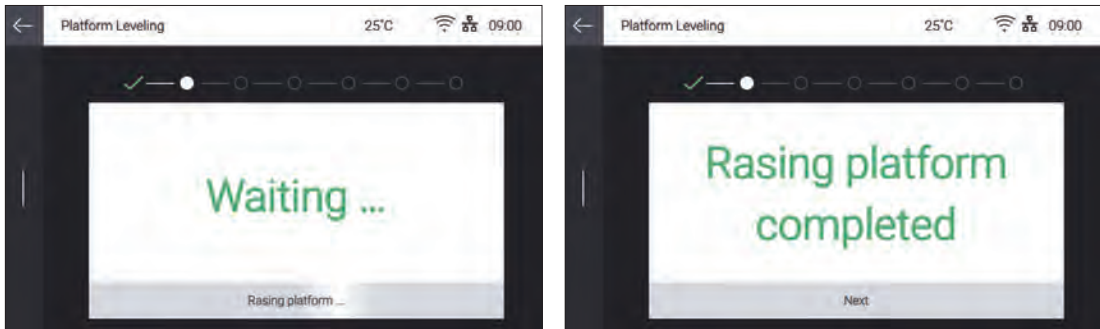 Platform Leveling 25°C 09:00
Waiting ...
Rasing platform ...
Platform Leveling 25°C 09:00
Rasing platform
completed
Next